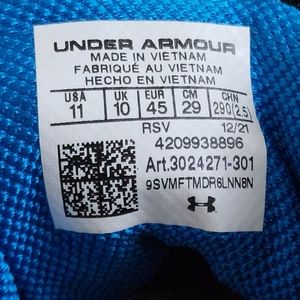 UNDER ARMOUR
MADE IN VIETNAM
FABRIQUÉ AU VIETNAM
HECHO EN VIETNAM
USA UK EUR CM CHN
11 10 45 29 290(2.5)
RSV 12/21
4209938896
Art.3024271-301
9SVMFTMDR6LNN8N